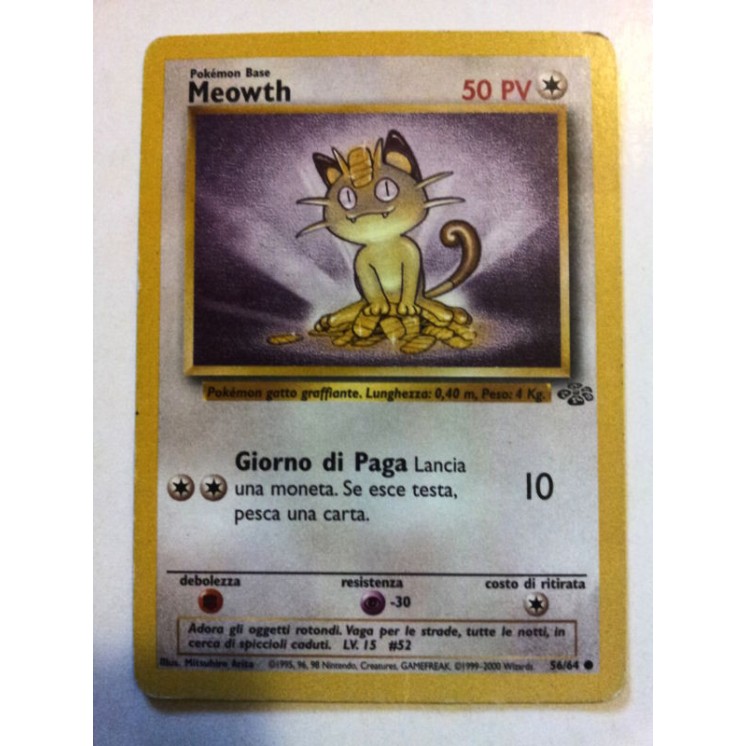 Pokémon Base
Meowth 50 PV
Pokémon gatto graffiante. Lunghezza: 0,40 m, Peso: 4 Kg.
Giorno di Paga Lancia
una moneta. Se esce testa,
pesca una carta.
10
debolezza resistenza costo di ritirata
-30
Adora gli oggetti rotondi. Vaga per le strade, tutte le notti, in
cerca di spiccioli caduti. LV. 15 #52
Illus. Mitsuhiro Arita ©1995, 96, 98 Nintendo, Creatures, GAMEFREAK. ©1999-2000 Wizards. 56/64